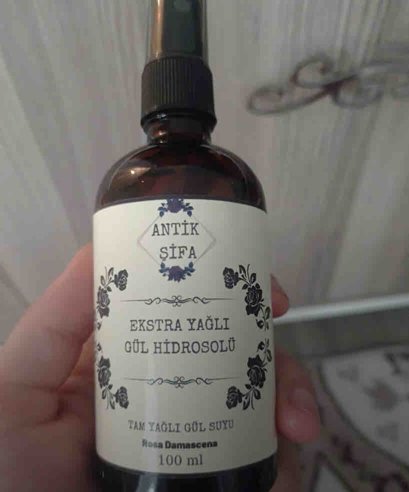 ANTİK
ŞİFA
EKSTRA YAĞLI
GÜL HİDROSOLÜ
TAM YAĞLI GÜL SUYU
Rosa Damascena
100 ml